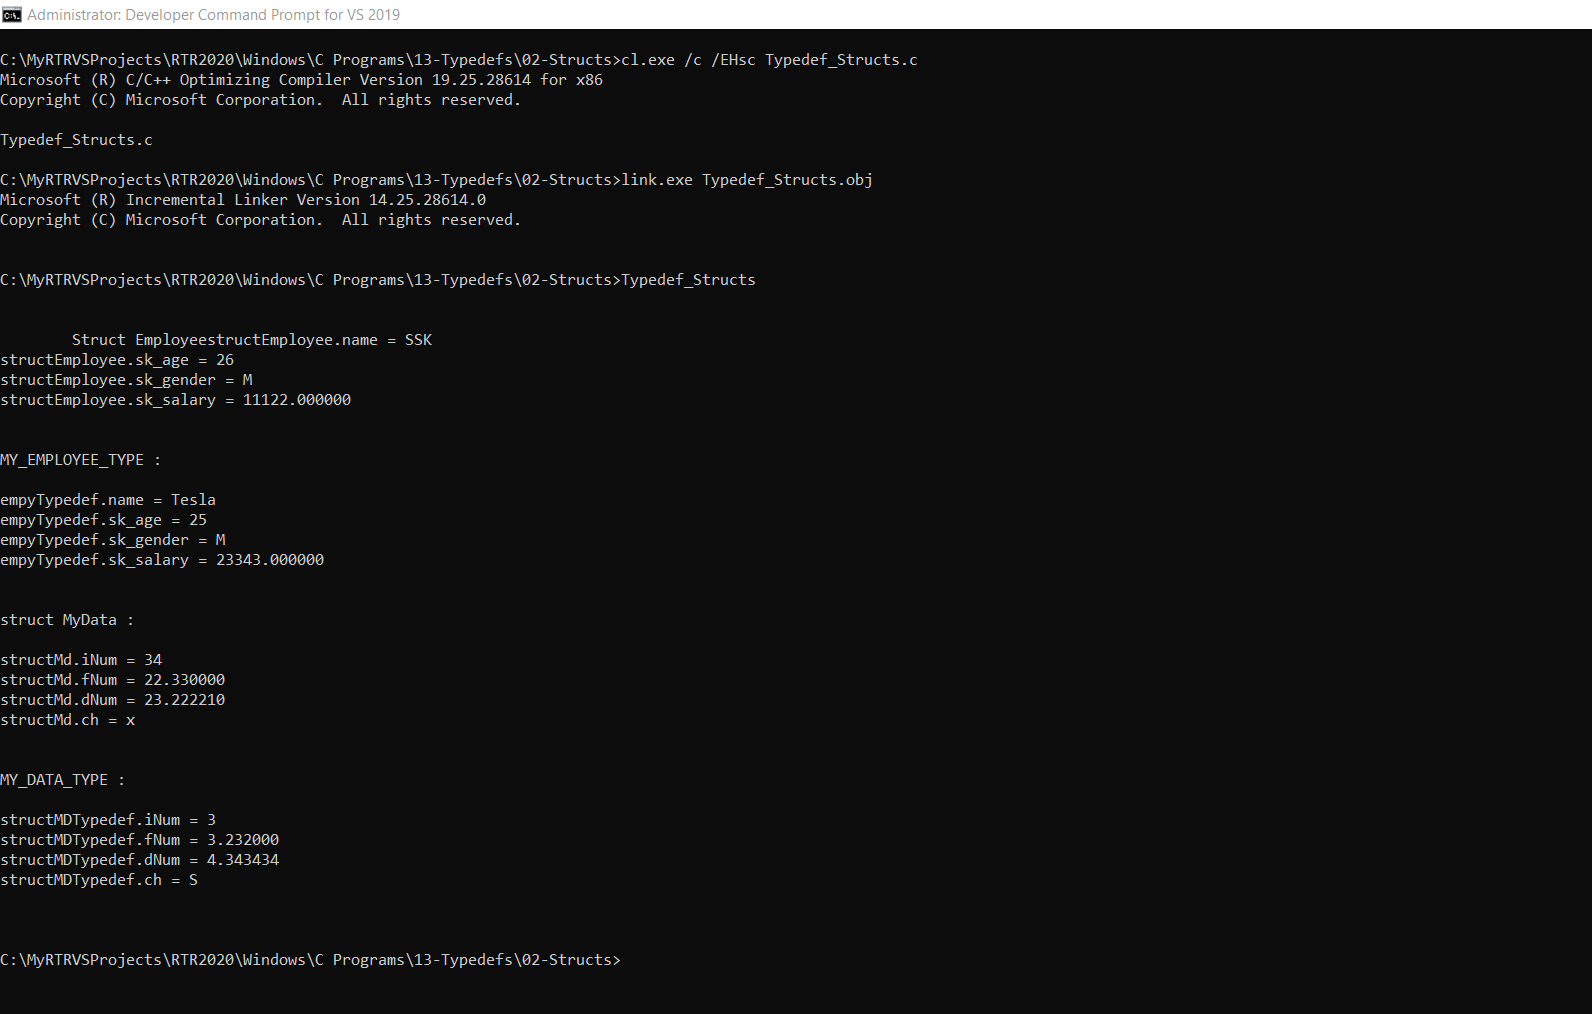 Administrator: Developer Command Prompt for VS 2019
C:\MyRTRVSProjects\RTR2020\Windows\C Programs\13-Typedefs\02-Structs>cl.exe /c /EHsc Typedef_Structs.c
Microsoft (R) C/C++ Optimizing Compiler Version 19.25.28614 for x86
Copyright (C) Microsoft Corporation.  All rights reserved.
Typedef_Structs.c
C:\MyRTRVSProjects\RTR2020\Windows\C Programs\13-Typedefs\02-Structs>link.exe Typedef_Structs.obj
Microsoft (R) Incremental Linker Version 14.25.28614.0
Copyright (C) Microsoft Corporation.  All rights reserved.
C:\MyRTRVSProjects\RTR2020\Windows\C Programs\13-Typedefs\02-Structs>Typedef_Structs
Struct EmployeestructEmployee.name = SSK
structEmployee.sk_age = 26
structEmployee.sk_gender = M
structEmployee.sk_salary = 11122.000000
MY_EMPLOYEE_TYPE :
empyTypedef.name = Tesla
empyTypedef.sk_age = 25
empyTypedef.sk_gender = M
empyTypedef.sk_salary = 23343.000000
struct MyData :
structMd.iNum = 34
structMd.fNum = 22.330000
structMd.dNum = 23.222210
structMd.ch = x
MY_DATA_TYPE :
structMDTypedef.iNum = 3
structMDTypedef.fNum = 3.232000
structMDTypedef.dNum = 4.343434
structMDTypedef.ch = S
C:\MyRTRVSProjects\RTR2020\Windows\C Programs\13-Typedefs\02-Structs>